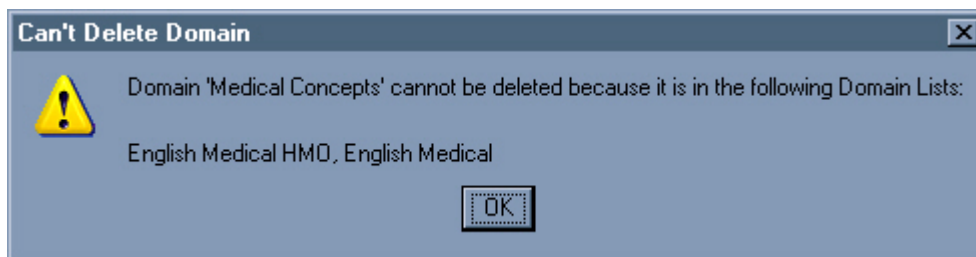 Can't Delete Domain
Domain 'Medical Concepts' cannot be deleted because it is in the following Domain Lists:
English Medical HMO, English Medical
OK